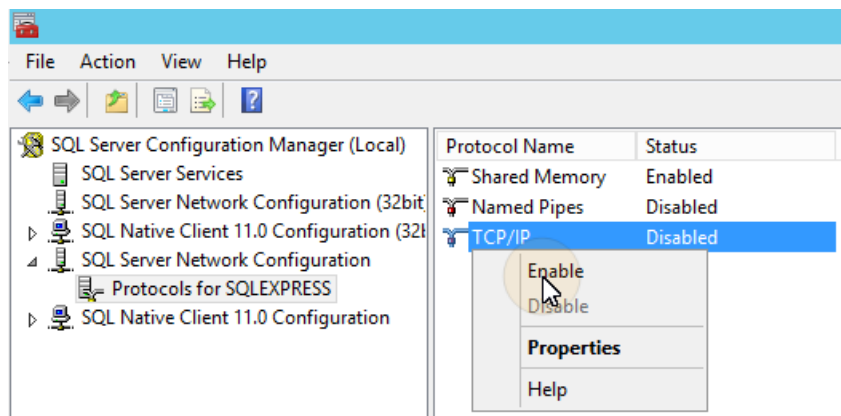 File Action View Help
SQL Server Configuration Manager (Local)
SQL Server Services
SQL Server Network Configuration (32bit
SQL Native Client 11.0 Configuration (32b
SQL Server Network Configuration
Protocols for SQLEXPRESS
SQL Native Client 11.0 Configuration
Protocol Name Status
Shared Memory Enabled
Named Pipes Disabled
TCP/IP Disabled
Enable
Disable
Properties
Help